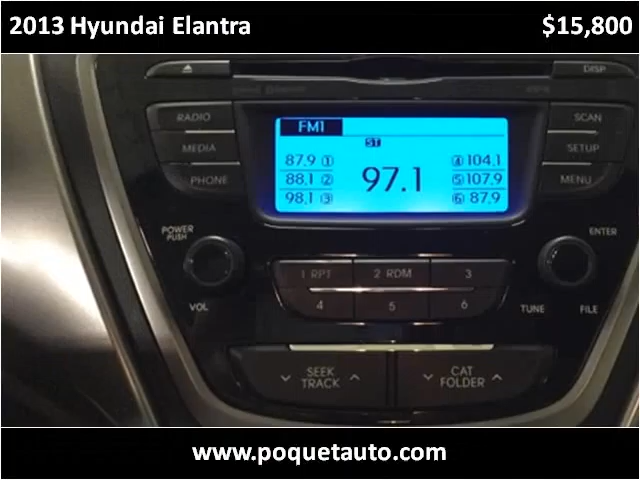 2013 Hyundai Elantra $15,800
DISP
RADIO
MEDIA
PHONE
FM1
ST
87.9 1
88.1 2
98.1 3
97.1
4 104.1
5 107.9
6 87.9
SCAN
SETUP
MENU
POWER
PUSH
VOL
1 RPT 2 RDM 3
4 5 6
ENTER
TUNE FILE
SEEK
TRACK
CAT
FOLDER
www.poquetauto.com